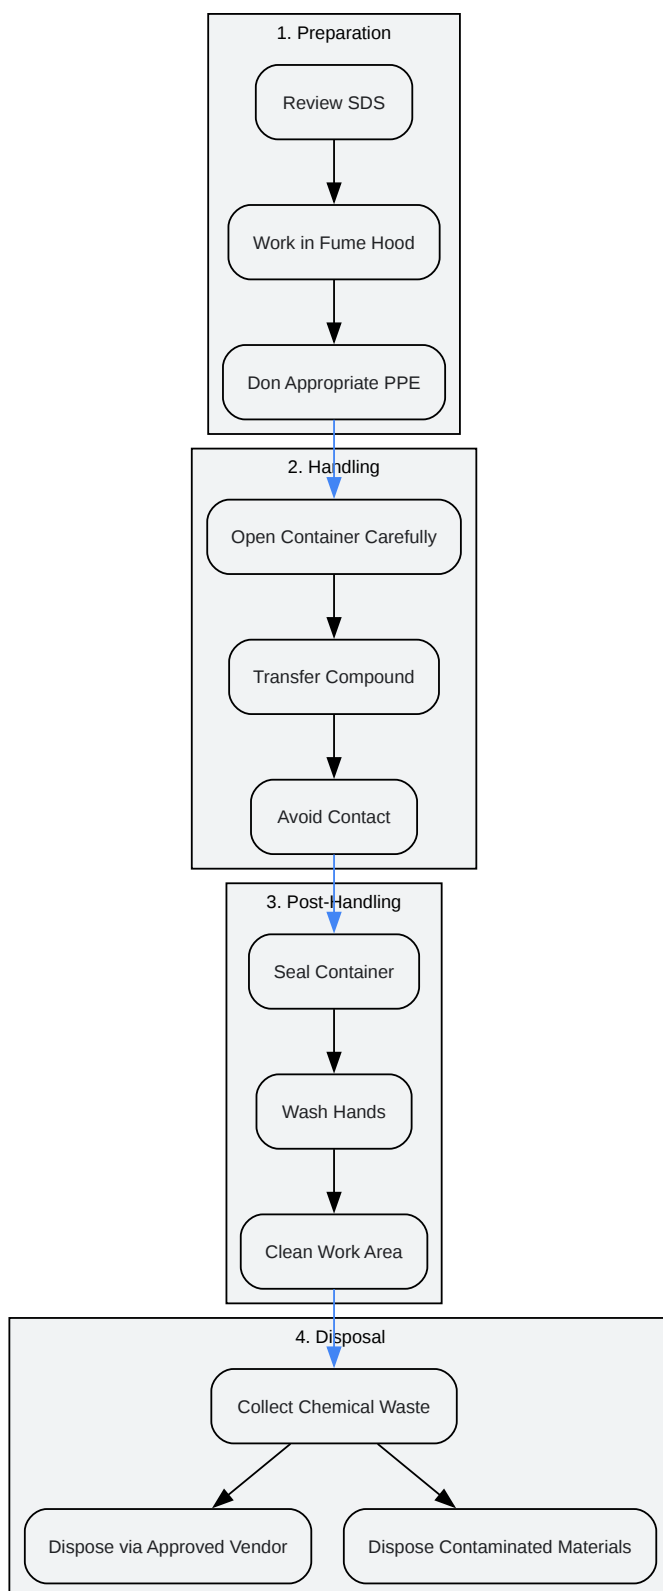 1. Preparation
Review SDS
Work in Fume Hood
Don Appropriate PPE
2. Handling
Open Container Carefully
Transfer Compound
Avoid Contact
3. Post-Handling
Seal Container
Wash Hands
Clean Work Area
4. Disposal
Collect Chemical Waste
Dispose via Approved Vendor
Dispose Contaminated Materials